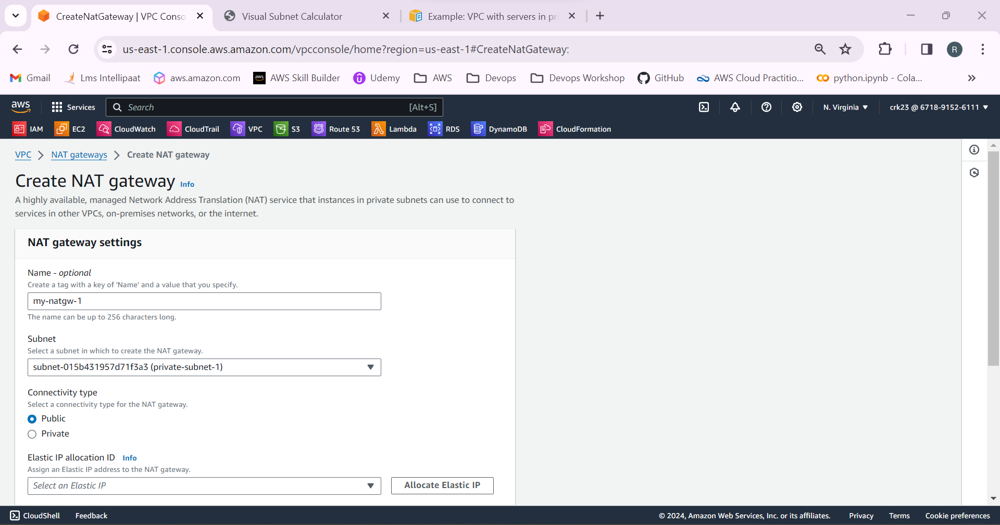 CreateNatGateway | VPC Conso
Visual Subnet Calculator
Example: VPC with servers in pri
us-east-1.console.aws.amazon.com/vpcconsole/home?region=us-east-1#CreateNatGateway:
R
Gmail
Lms Intellipaat
aws.amazon.com
aws
AWS Skill Builder
Udemy
AWS
Devops
Devops Workshop
GitHub
AWS Cloud Practitio...
python.ipynb - Cola...
aws
Services
Search
[Alt+S]
N. Virginia
crk23 @ 6718-9152-6111
IAM
EC2
CloudWatch
CloudTrail
VPC
S3
Route 53
Lambda
RDS
DynamoDB
CloudFormation
VPC
NAT gateways
Create NAT gateway
Create NAT gateway Info
A highly available, managed Network Address Translation (NAT) service that instances in private subnets can use to connect to
services in other VPCs, on-premises networks, or the internet.
NAT gateway settings
Name - optional
Create a tag with a key of 'Name' and a value that you specify.
my-natgw-1
The name can be up to 256 characters long.
Subnet
Select a subnet in which to create the NAT gateway.
subnet-015b431957d71f3a3 (private-subnet-1)
Connectivity type
Select a connectivity type for the NAT gateway.
Public
Private
Elastic IP allocation ID Info
Assign an Elastic IP address to the NAT gateway.
Select an Elastic IP
Allocate Elastic IP
CloudShell
Feedback
© 2024, Amazon Web Services, Inc. or its affiliates.
Privacy
Terms
Cookie preferences